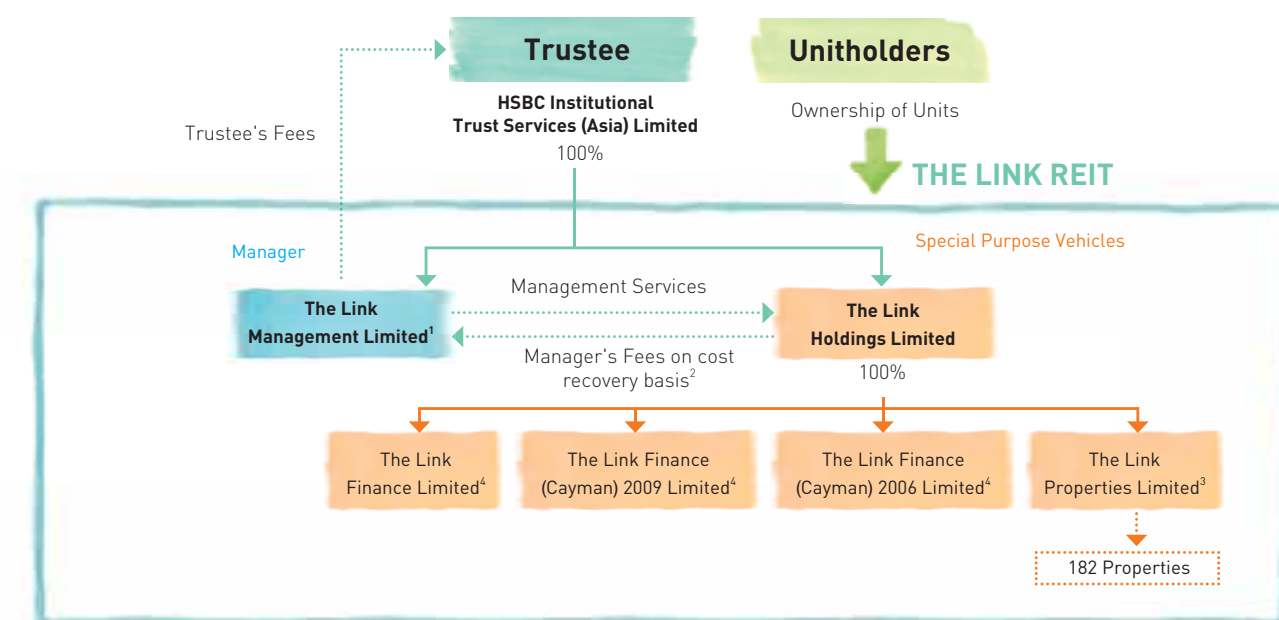 Trustee
Unitholders
HSBC Institutional
Trust Services (Asia) Limited
100%
Ownership of Units
Trustee's Fees
THE LINK REIT
Manager
Special Purpose Vehicles
The Link
Management Limited¹
Management Services
Manager's Fees on cost
recovery basis²
The Link
Holdings Limited
100%
The Link
Finance Limited⁴
The Link Finance
(Cayman) 2009 Limited⁴
The Link Finance
(Cayman) 2006 Limited⁴
The Link
Properties Limited³
182 Properties